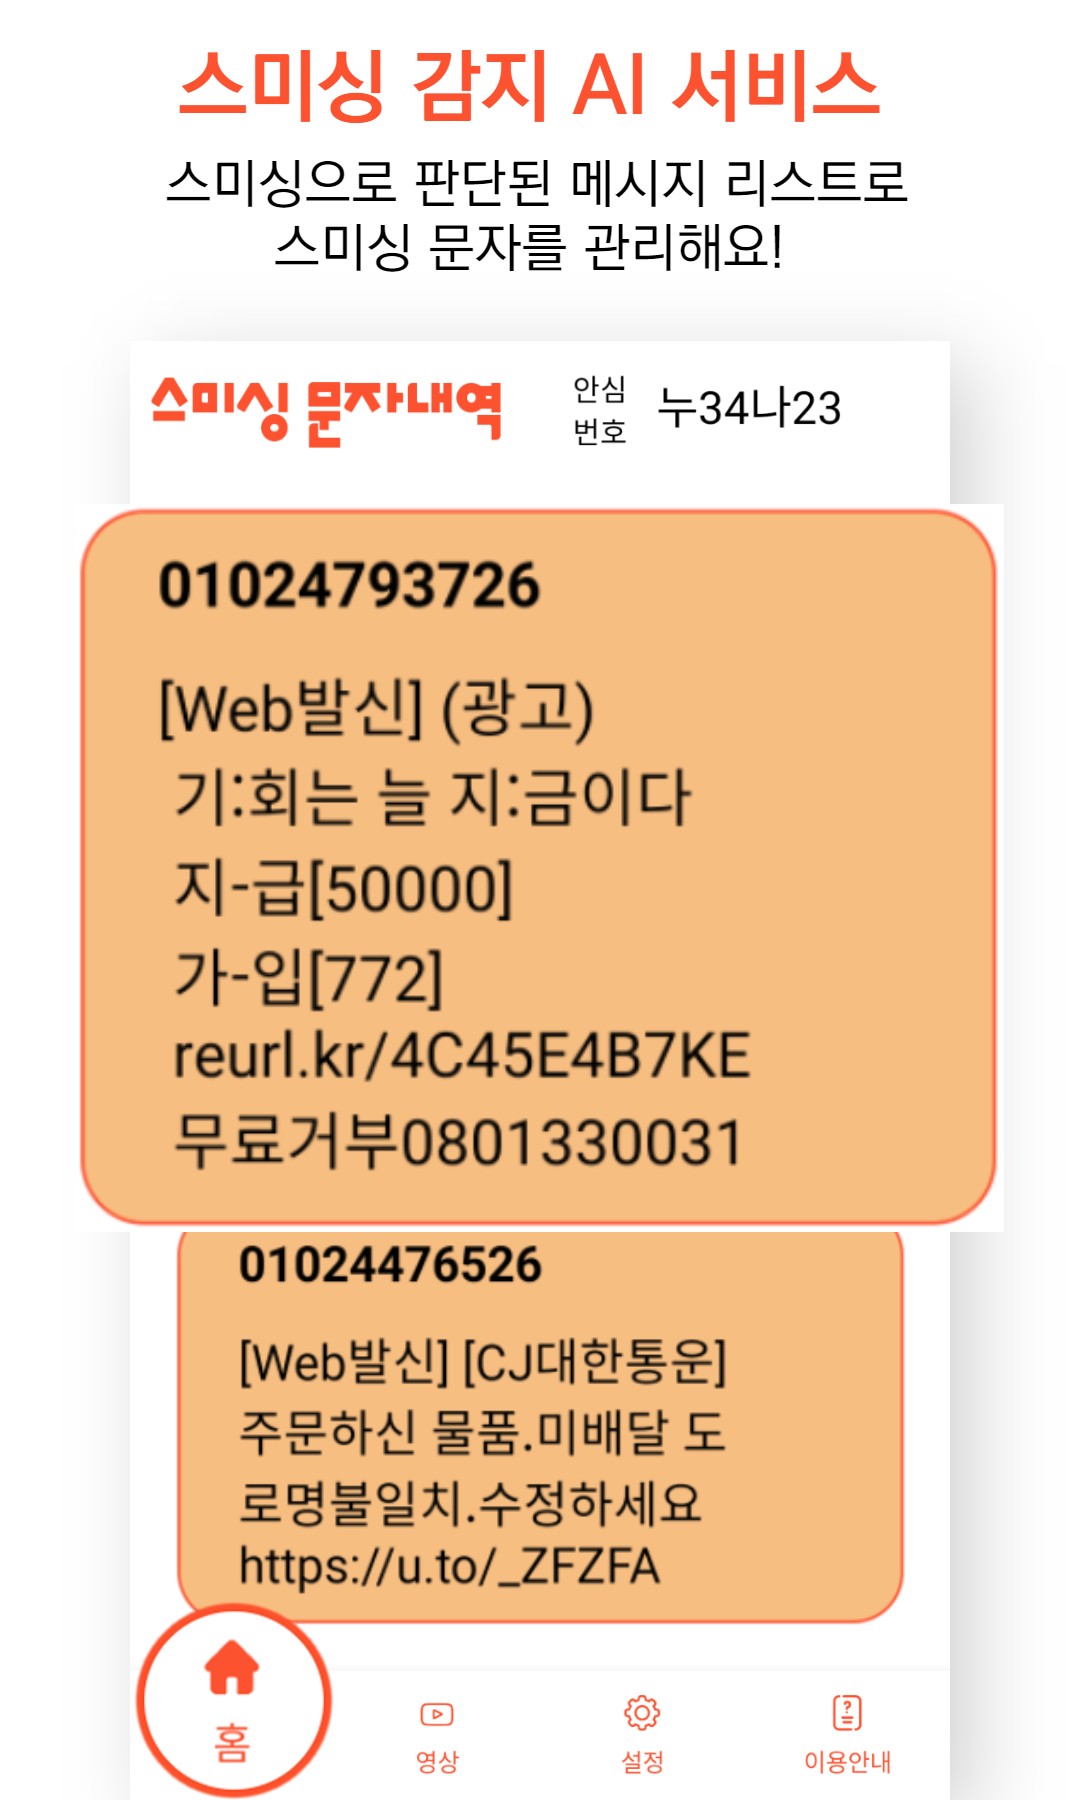 스미싱 감지 AI 서비스
스미싱으로 판단된 메시지 리스트로
스미싱 문자를 관리해요!
스미싱 문자내역
안심
번호
누34나23
01024793726
[Web발신] (광고)
기:회는 늘 지:금이다
지-급[50000]
가-입[772]
reurl.kr/4C45E4B7KE
무료거부0801330031
01024476526
[Web발신] [CJ대한통운]
주문하신 물품.미배달 도
로명불일치.수정하세요
https://u.to/_ZFZFA
홈
영상
설정
이용안내